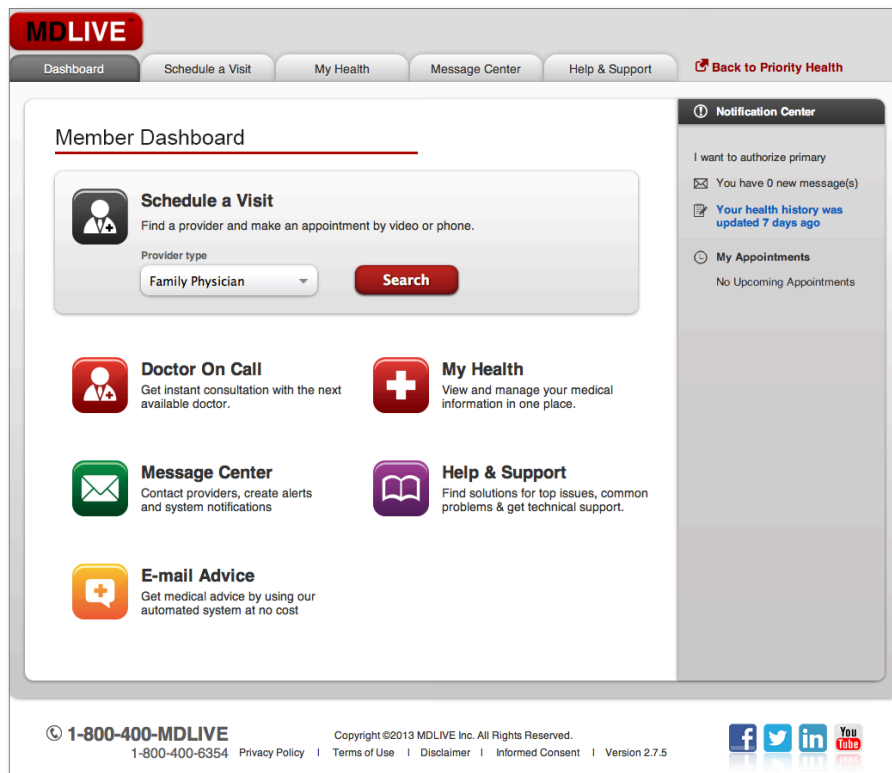 MDLIVE™
Dashboard
Schedule a Visit
My Health
Message Center
Help & Support
Back to Priority Health
Member Dashboard
Schedule a Visit
Find a provider and make an appointment by video or phone.
Provider type
Family Physician
Search
Doctor On Call
Get instant consultation with the next
available doctor.
My Health
View and manage your medical
information in one place.
Message Center
Contact providers, create alerts
and system notifications
Help & Support
Find solutions for top issues, common
problems & get technical support.
E-mail Advice
Get medical advice by using our
automated system at no cost
Notification Center
I want to authorize primary
You have 0 new message(s)
Your health history was
updated 7 days ago
My Appointments
No Upcoming Appointments
1-800-400-MDLIVE
1-800-400-6354
Copyright ©2013 MDLIVE Inc. All Rights Reserved.
Privacy Policy | Terms of Use | Disclaimer | Informed Consent | Version 2.7.5
f
in
You
Tube